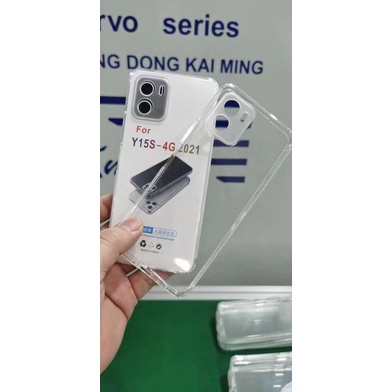 rvo series
NG DONG KAI MING
For
Y15S-4G 2021